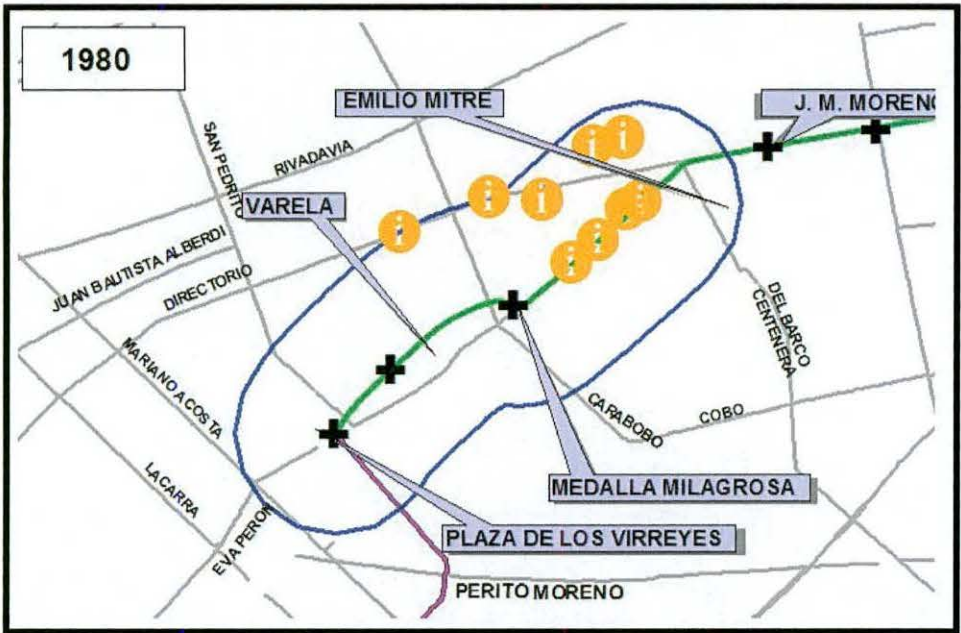 1980
EMILIO MITRE
J. M. MORENO
SAN PEDRITO
RIVADAVIA
VARELA
JUAN BAUTISTA ALBERDI
DIRECTORIO
DEL BARCO
CENTENERA
MARIANO ACOSTA
CARABOBO
COBO
LACARRA
MEDALLA MILAGROSA
EVA PERON
PLAZA DE LOS VIRREYES
PERITO MORENO
i
i
i
i
i
i
i
i
i